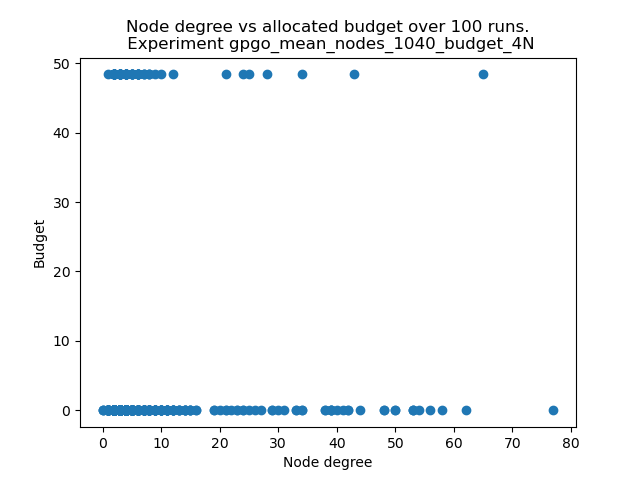 Node degree vs allocated budget over 100 runs.
Experiment gpgo_mean_nodes_1040_budget_4N
50
40
30
20
10
0
Budget
0 10 20 30 40 50 60 70 80
Node degree